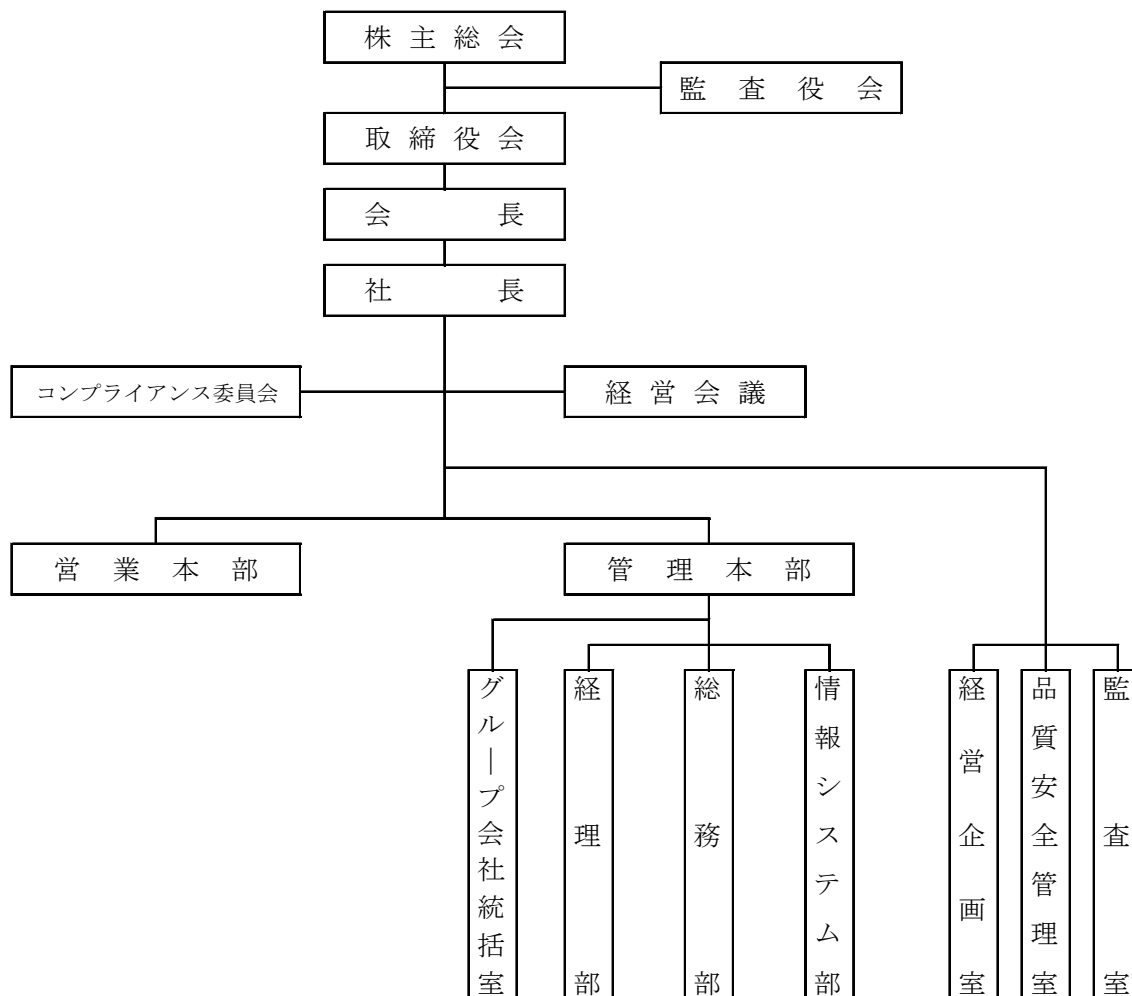 株主総会
監査役会
取締役会
会長
社長
コンプライアンス委員会
経営会議
営業本部
管理本部
グループ会社統括室
経理部
総務部
情報システム部
経営企画室
品質安全管理室
監査室